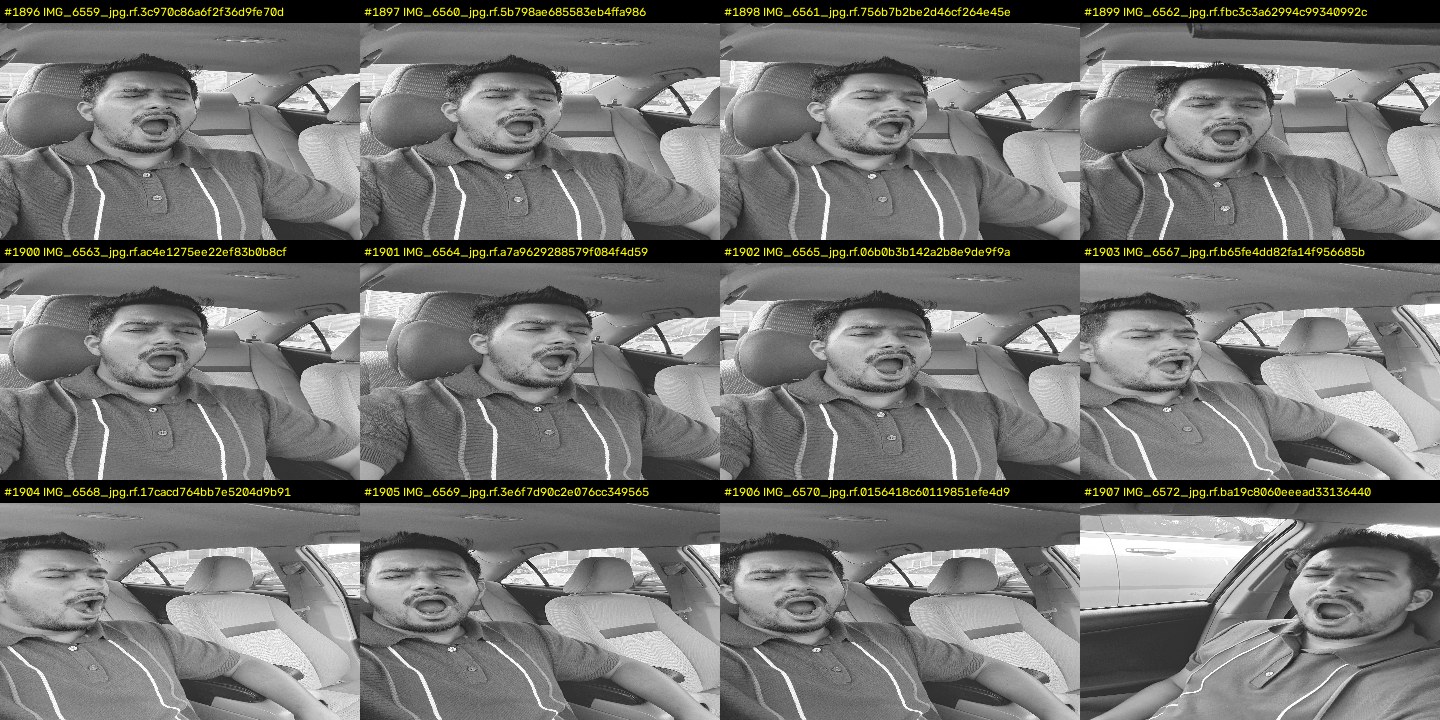 #1896 IMG_6559_jpg.rf.3c970c86a6f2f36d9fe70d
#1897 IMG_6560_jpg.rf.5b798ae685583eb4ffa986
#1898 IMG_6561_jpg.rf.756b7b2be2d46cf264e45e
#1899 IMG_6562_jpg.rf.fbc3c3a62994c99340992c
#1900 IMG_6563_jpg.rf.ac4e1275ee22ef83b0b8cf
#1901 IMG_6564_jpg.rf.a7a9629288579f084f4d59
#1902 IMG_6565_jpg.rf.06b0b3b142a2b8e9de9f9a
#1903 IMG_6567_jpg.rf.b65fe4dd82fa14f956685b
#1904 IMG_6568_jpg.rf.17cacd764bb7e5204d9b91
#1905 IMG_6569_jpg.rf.3e6f7d90c2e076cc349565
#1906 IMG_6570_jpg.rf.0156418c60119851efe4d9
#1907 IMG_6572_jpg.rf.ba19c8060eeead33136440